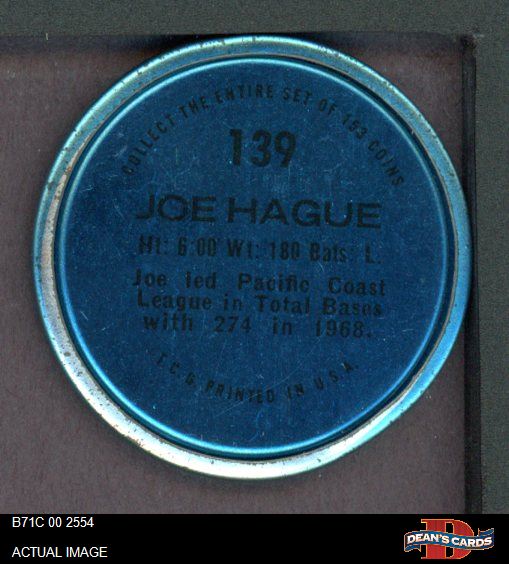 COLLECT THE ENTIRE SET OF 153 COINS
139
JOE HAGUE
Ht: 6'00" Wt: 180 Bats: L.
Joe led Pacific Coast
League in Total Bases
with 274 in 1968.
T.C.G. PRINTED IN U.S.A.
B71C 00 2554
ACTUAL IMAGE
D
DEAN'S CARDS